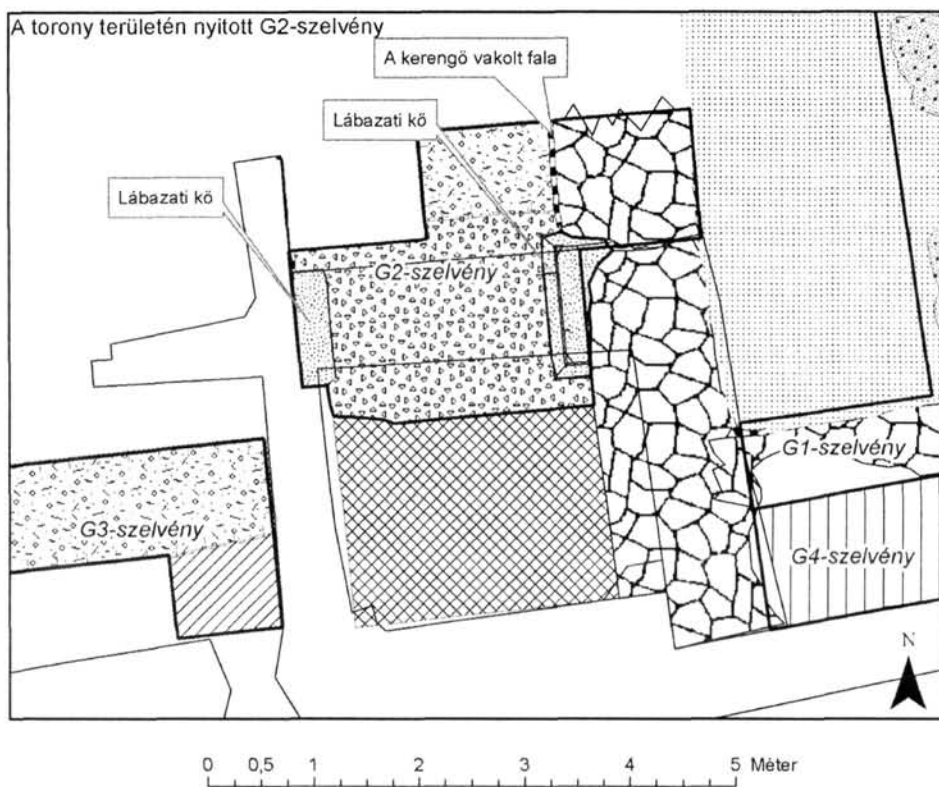 A torony területén nyitott G2-szelvény
A kerengő vakolt fala
Lábazati kő
Lábazati kő
G2-szelvény
G1-szelvény
G3-szelvény
G4-szelvény
N
0 0,5 1 2 3 4 5 Méter